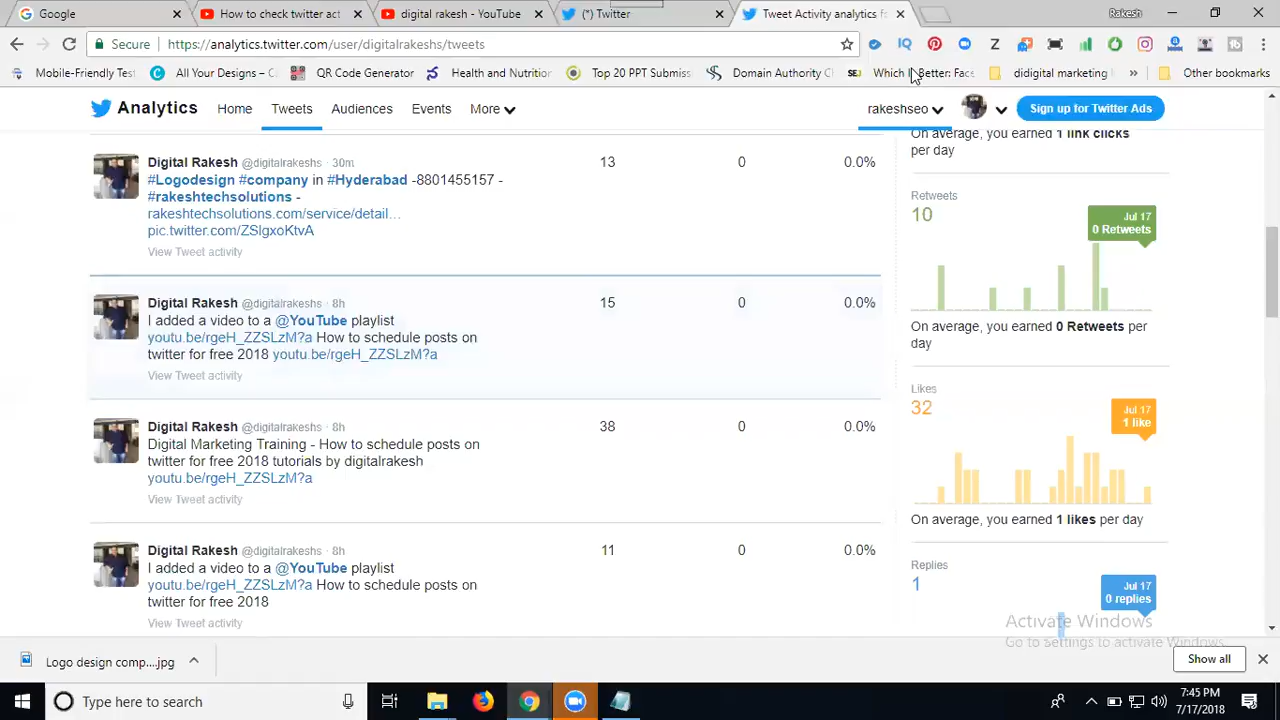 Google
How to check twitter act
digital rakesh - YouTube
(*) Twitter
Tweet Activity analytics f
Rakesh
Secure
https://analytics.twitter.com/user/digitalrakeshs/tweets
Mobile-Friendly Test
All Your Designs – C
QR Code Generator
Health and Nutrition
Top 20 PPT Submiss
Domain Authority C
Which Better: Fac
didigital marketing
Other bookmarks
Analytics
Home
Tweets
Audiences
Events
More
rakeshseo
Sign up for Twitter Ads
Digital Rakesh @digitalrakeshs · 30m
13 0 0.0%
#Logodesign #company in #Hyderabad -8801455157 -
#rakeshtechsolutions -
rakeshtechsolutions.com/service/detail…
pic.twitter.com/ZSlgxoKtvA
View Tweet activity
Digital Rakesh @digitalrakeshs · 8h
15 0 0.0%
I added a video to a @YouTube playlist
youtu.be/rgeH_ZZSLzM?a How to schedule posts on
twitter for free 2018 youtu.be/rgeH_ZZSLzM?a
View Tweet activity
Digital Rakesh @digitalrakeshs · 8h
38 0 0.0%
Digital Marketing Training - How to schedule posts on
twitter for free 2018 tutorials by digitalrakesh
youtu.be/rgeH_ZZSLzM?a
View Tweet activity
Digital Rakesh @digitalrakeshs · 8h
11 0 0.0%
I added a video to a @YouTube playlist
youtu.be/rgeH_ZZSLzM?a How to schedule posts on
twitter for free 2018
View Tweet activity
On average, you earned 1 link clicks
per day
Retweets
10
Jul 17
0 Retweets
On average, you earned 0 Retweets per
day
Likes
32
Jul 17
1 like
On average, you earned 1 likes per day
Replies
1
Jul 17
0 replies
Activate Windows
Go to Settings to activate Windows.
Logo design comp....jpg
Show all
Type here to search
7:45 PM
7/17/2018